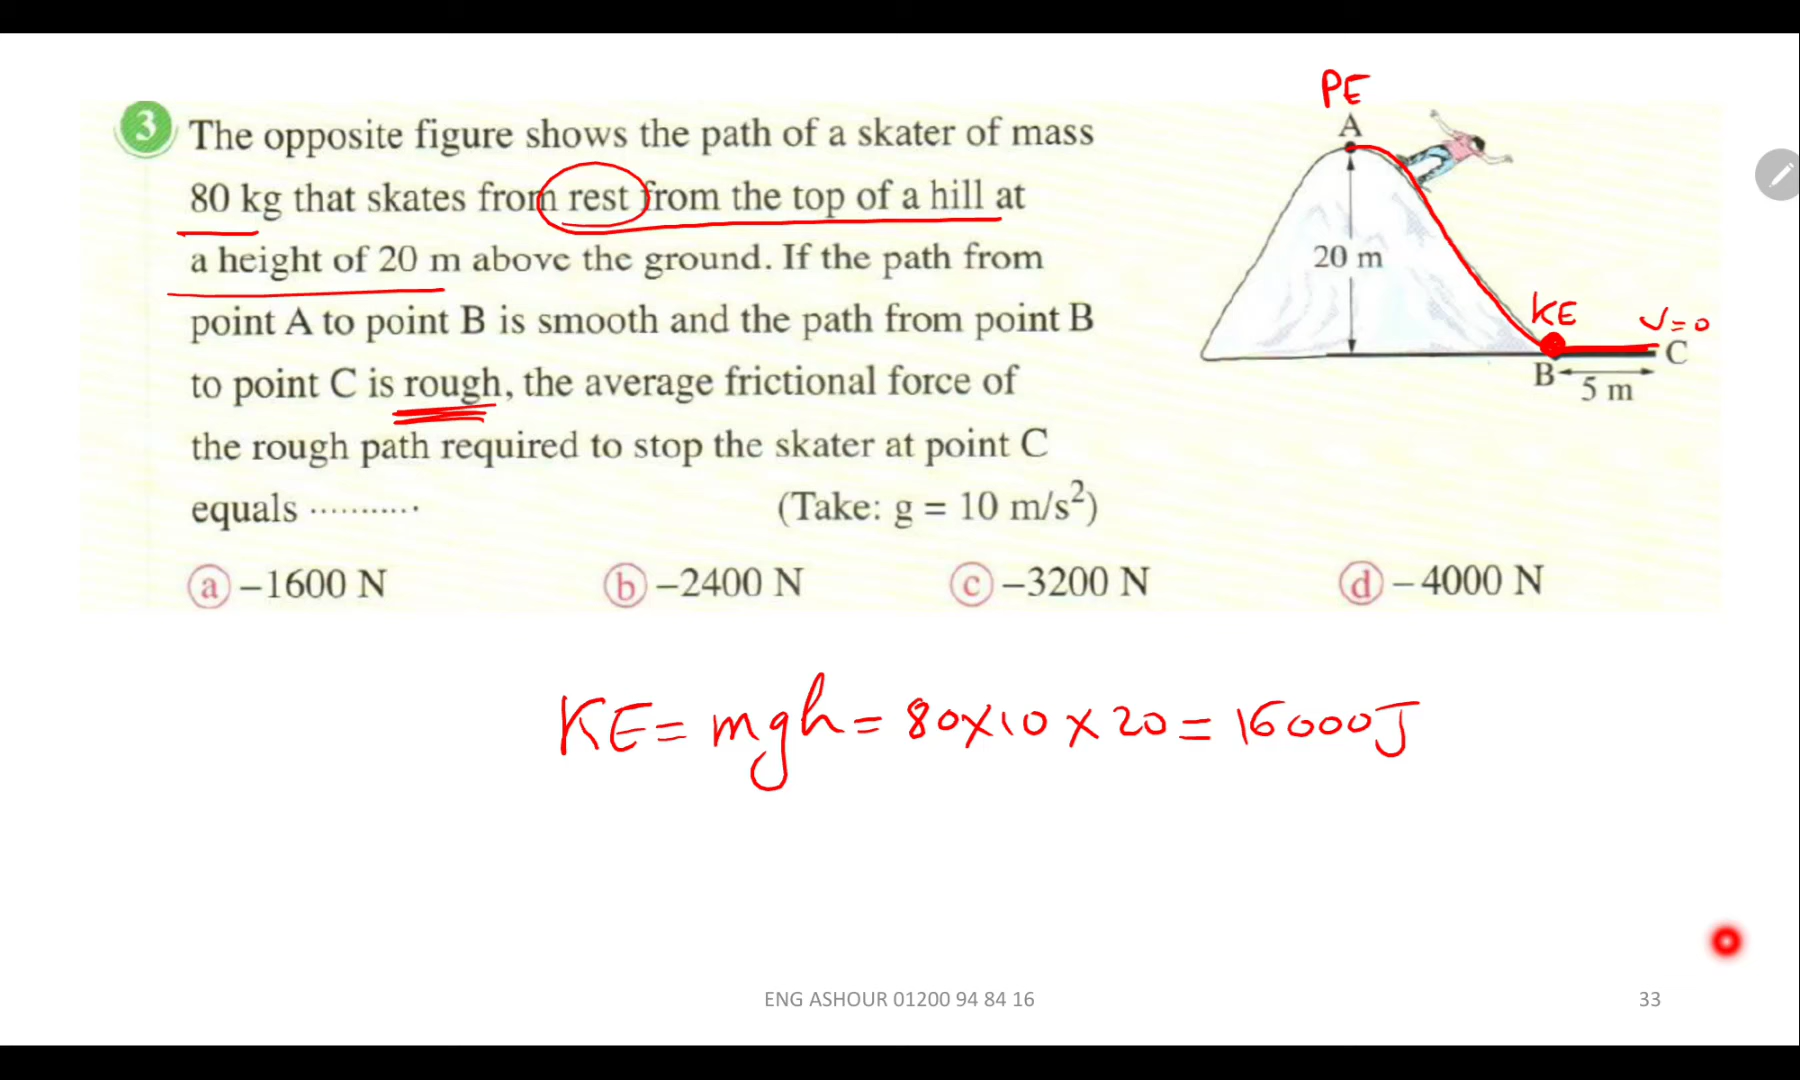 3 The opposite figure shows the path of a skater of mass
80 kg that skates from rest from the top of a hill at
a height of 20 m above the ground. If the path from
point A to point B is smooth and the path from point B
to point C is rough, the average frictional force of
the rough path required to stop the skater at point C
equals ·········· (Take: g = 10 m/s²)
PE
A
20 m
KE
V=0
B
C
5 m
a −1600 N b −2400 N c −3200 N d −4000 N
KE = mgh = 80×10×20 = 16000J
ENG ASHOUR 01200 94 84 16
33